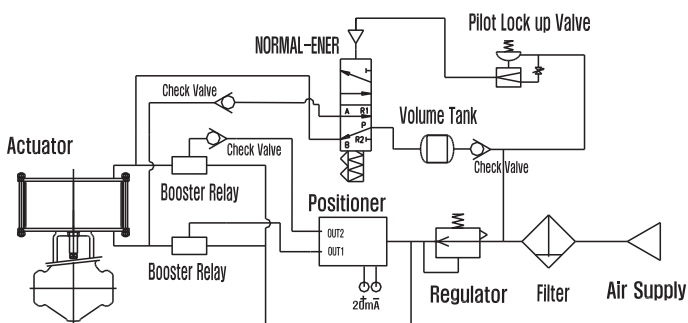 Pilot Lock up Valve
NORMAL-ENER
Check Valve
A R1
P
R2
B
Volume Tank
Actuator
Check Valve
Check Valve
Booster Relay
Positioner
OUT2
OUT1
Booster Relay
+ -
20mA
Regulator
Filter
Air Supply